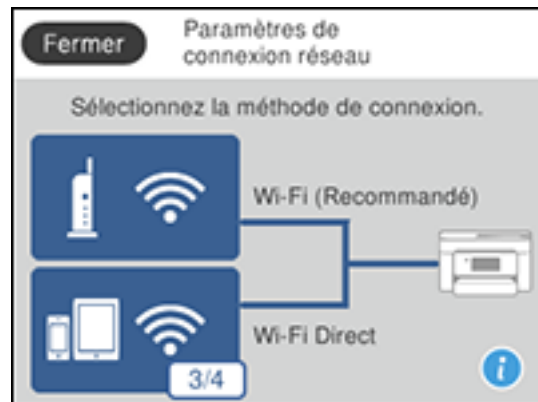 Fermer
Paramètres de
connexion réseau
Sélectionnez la méthode de connexion.
Wi-Fi (Recommandé)
Wi-Fi Direct
3/4
i